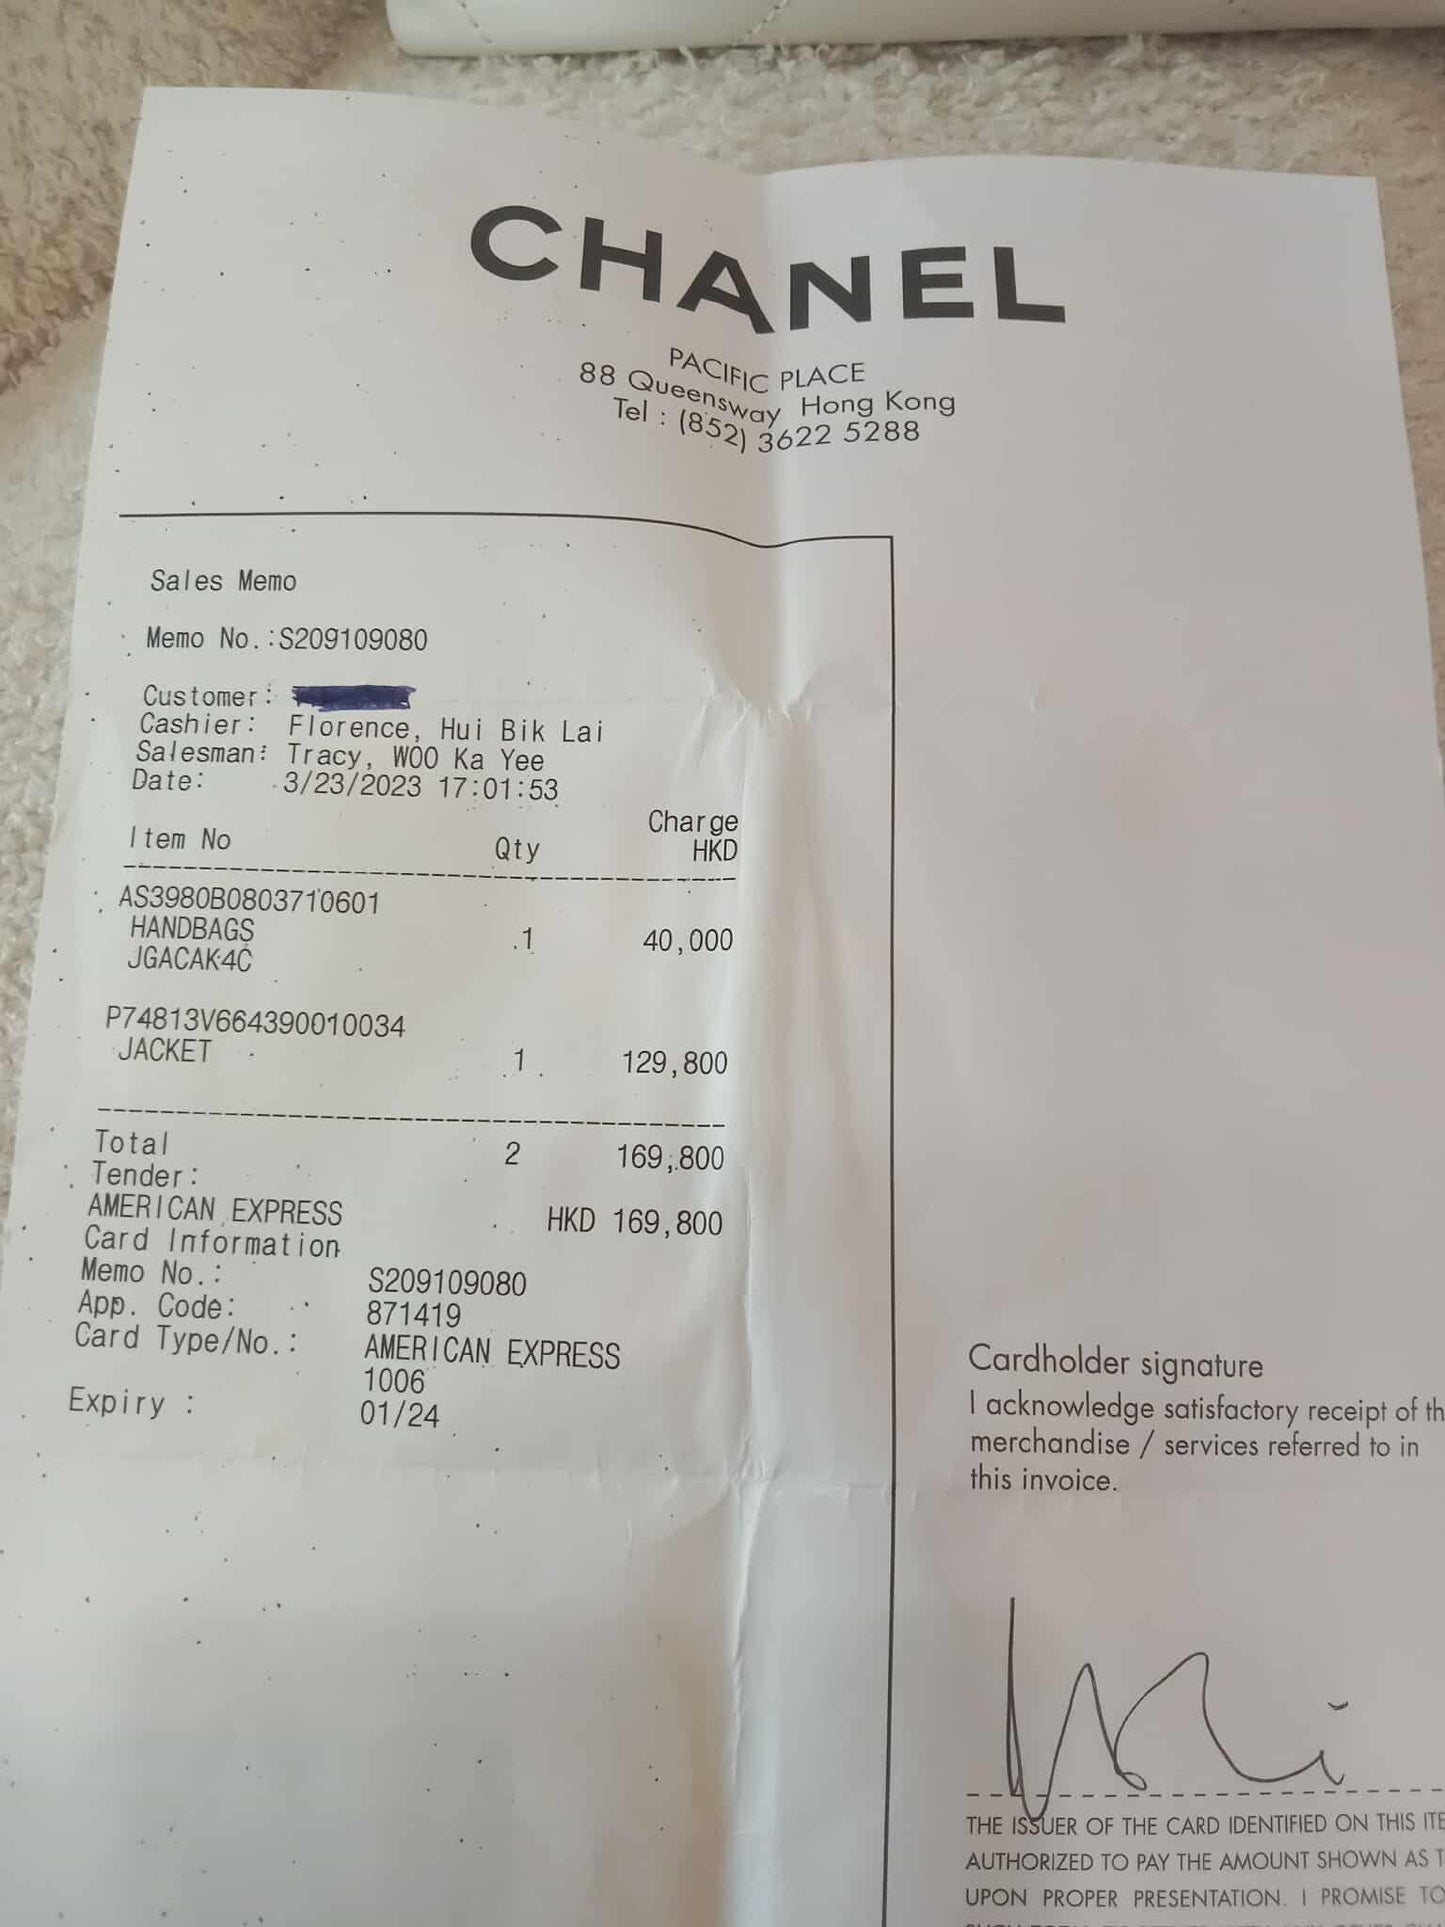 CHANEL
PACIFIC PLACE
88 Queensway Hong Kong
Tel : (852) 3622 5288
Sales Memo
Memo No.:S209109080
Customer:
Cashier: Florence, Hui Bik Lai
Salesman: Tracy, WOO Ka Yee
Date: 3/23/2023 17:01:53
Charge
Item No Qty HKD
AS3980B0803710601
HANDBAGS 1 40,000
JGACAK4C
P74813V664390010034
JACKET 1 129,800
Total 2 169,800
Tender:
AMERICAN EXPRESS HKD 169,800
Card Information
Memo No.: S209109080
App. Code: 871419
Card Type/No.: AMERICAN EXPRESS
1006
Expiry : 01/24
Cardholder signature
I acknowledge satisfactory receipt of th
merchandise / services referred to in
this invoice.
THE ISSUER OF THE CARD IDENTIFIED ON THIS ITE
AUTHORIZED TO PAY THE AMOUNT SHOWN AS T
UPON PROPER PRESENTATION. I PROMISE TO